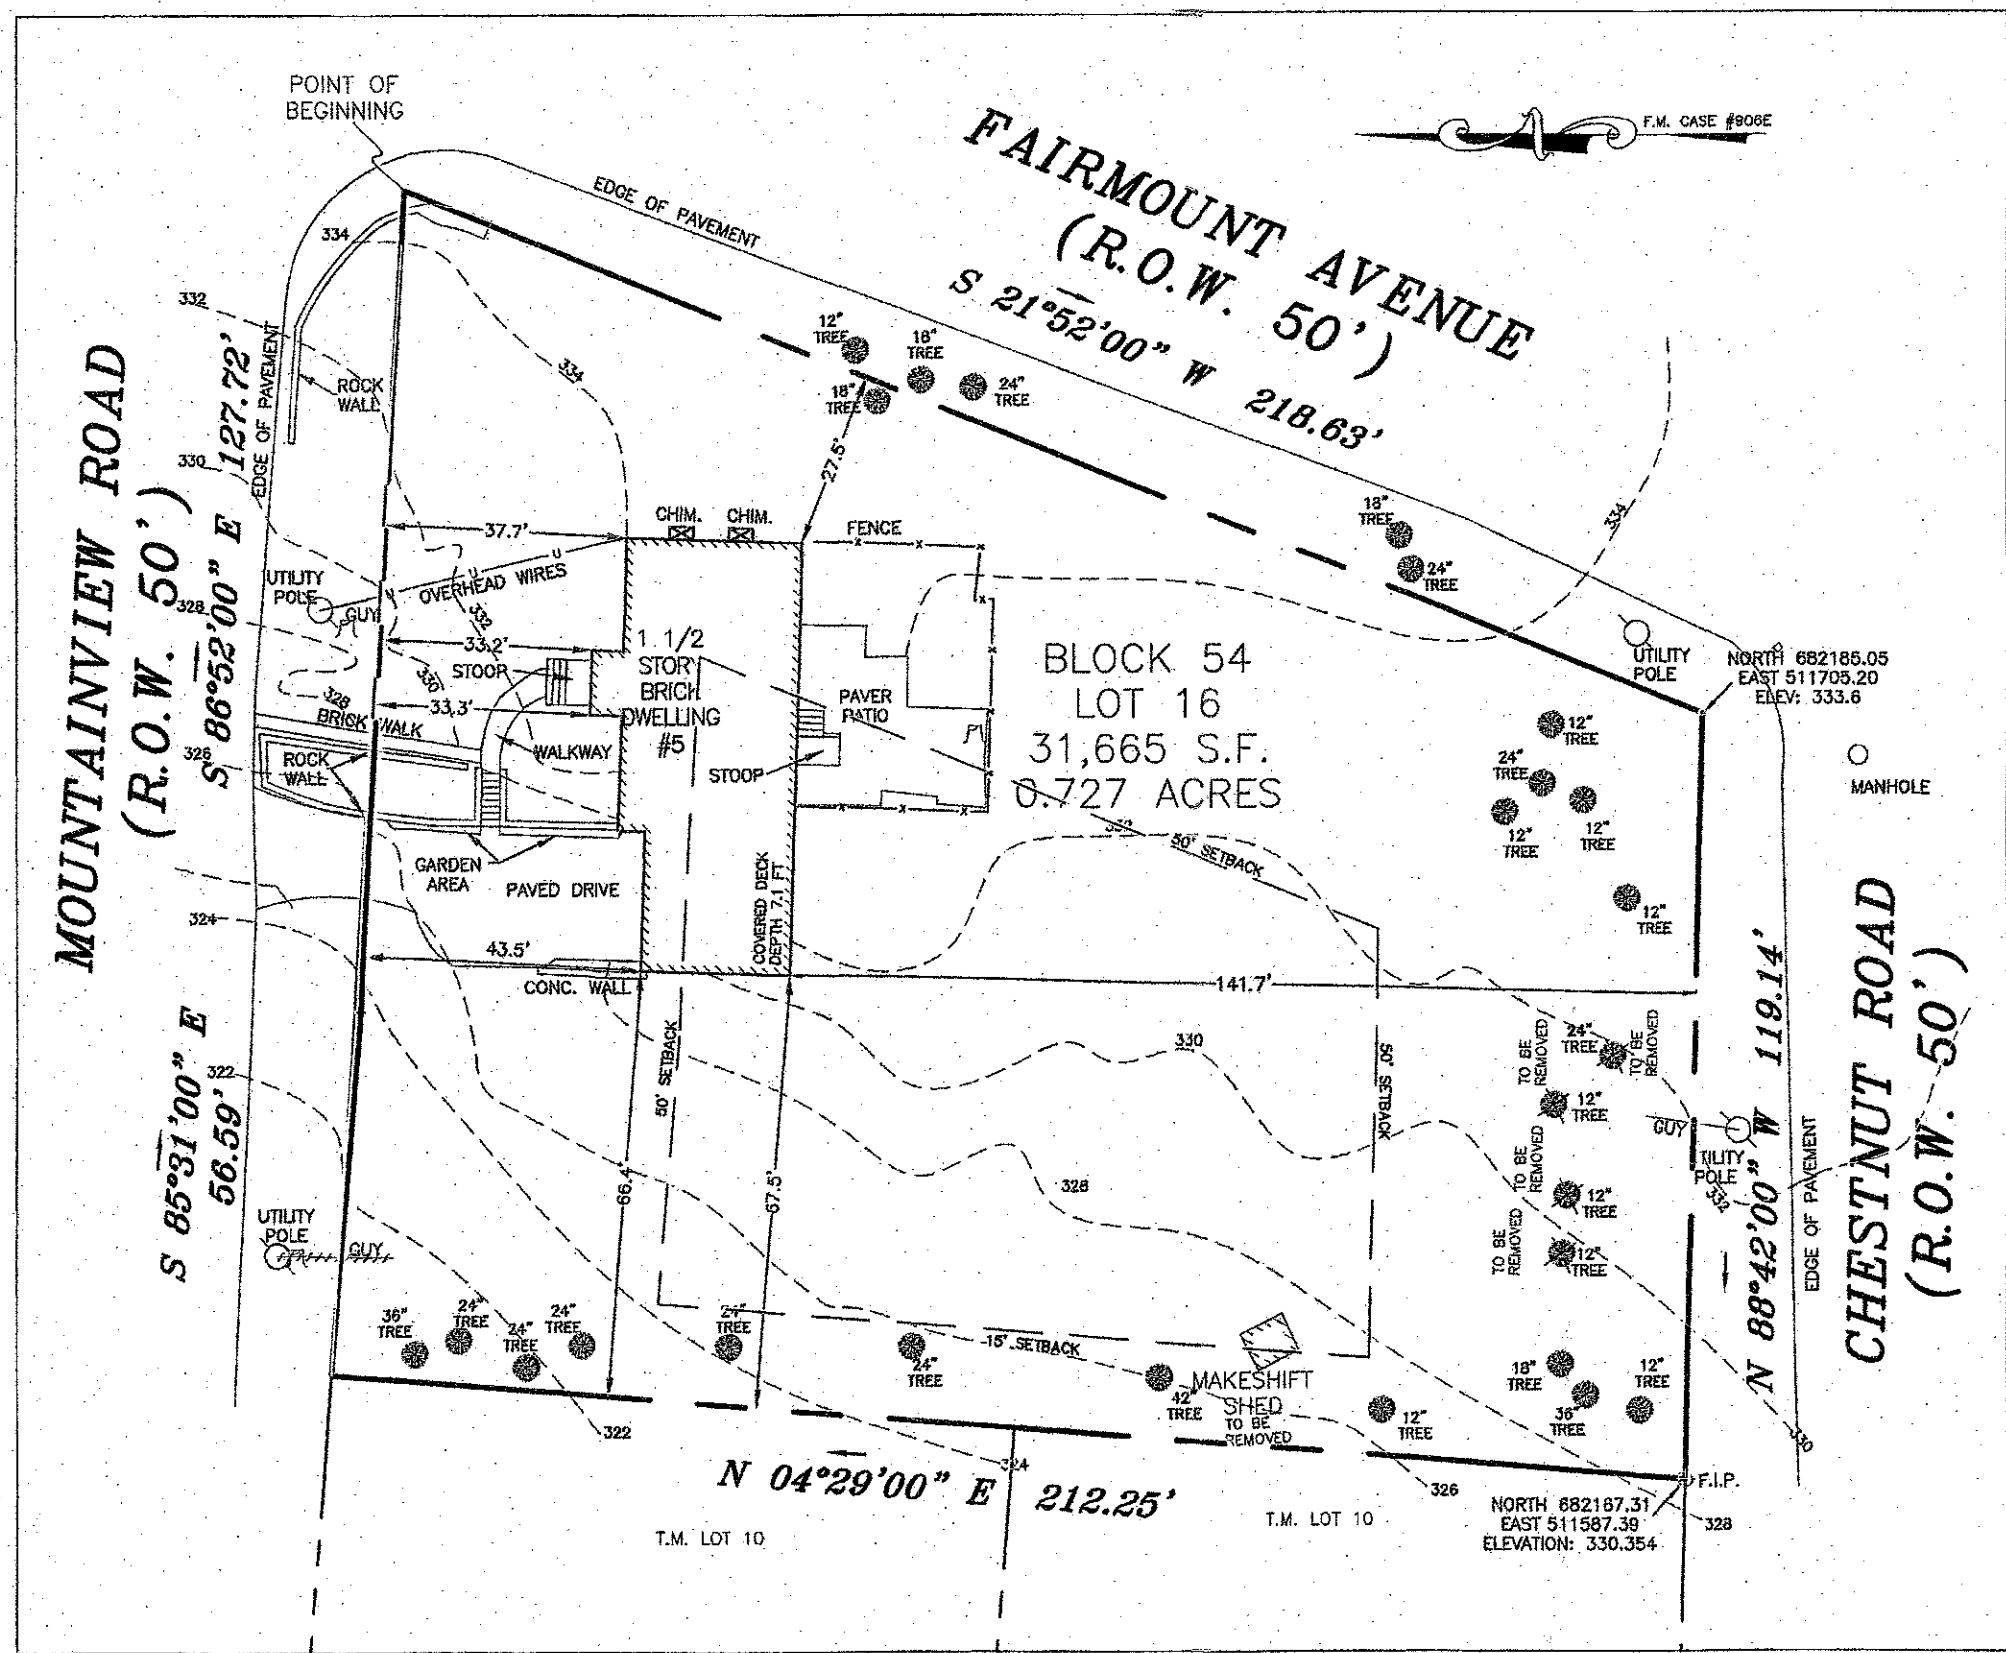 POINT OF
BEGINNING
F.M. CASE #906E
FAIRMOUNT AVENUE
(R.O.W. 50')
S 21°52'00" W 218.63'
EDGE OF PAVEMENT
MOUNTAINVIEW ROAD
(R.O.W. 50')
S 86°52'00" E 127.72'
EDGE OF PAVEMENT
S 85°31'00" E
56.59'
334
332
330
328
326
324
322
334
ROCK
WALL
12"
TREE
18"
TREE
18"
TREE
24"
TREE
27.5'
37.7'
CHIM.
CHIM.
FENCE
U
U
U
OVERHEAD WIRES
UTILITY
POLE
GUY
332
33.2'
STOOP
330
33.3'
328
BRICK WALK
ROCK
WALL
WALKWAY
1 1/2
STORY
BRICK
DWELLING
#5
PAVER
PATIO
STOOP
GARDEN
AREA
PAVED DRIVE
COVERED DECK
DEPTH 7.1 FT
43.5'
CONC. WALL
BLOCK 54
LOT 16
31,665 S.F.
0.727 ACRES
332
50' SETBACK
334
18"
TREE
24"
TREE
UTILITY
POLE
NORTH 682185.05
EAST 511705.20
ELEV: 333.6
MANHOLE
12"
TREE
24"
TREE
12"
TREE
12"
TREE
12"
TREE
141.7'
50' SETBACK
50' SETBACK
330
328
66.4'
67.5'
TO BE
REMOVED
24"
TREE
TO BE
REMOVED
12"
TREE
TO BE
REMOVED
12"
TREE
TO BE
REMOVED
12"
TREE
GUY
TILITY
POLE
332
EDGE OF PAVEMENT
N 88°42'00" W 119.14'
CHESTNUT ROAD
(R.O.W. 50')
UTILITY
POLE
GUY
36"
TREE
24"
TREE
24"
TREE
24"
TREE
24"
TREE
24"
TREE
15' SETBACK
42"
TREE
MAKESHIFT
SHED
TO BE
REMOVED
12"
TREE
18"
TREE
36"
TREE
12"
TREE
322
324
326
328
330
N 04°29'00" E 212.25'
T.M. LOT 10
T.M. LOT 10
F.I.P.
NORTH 682187.31
EAST 511587.39
ELEVATION: 330.354